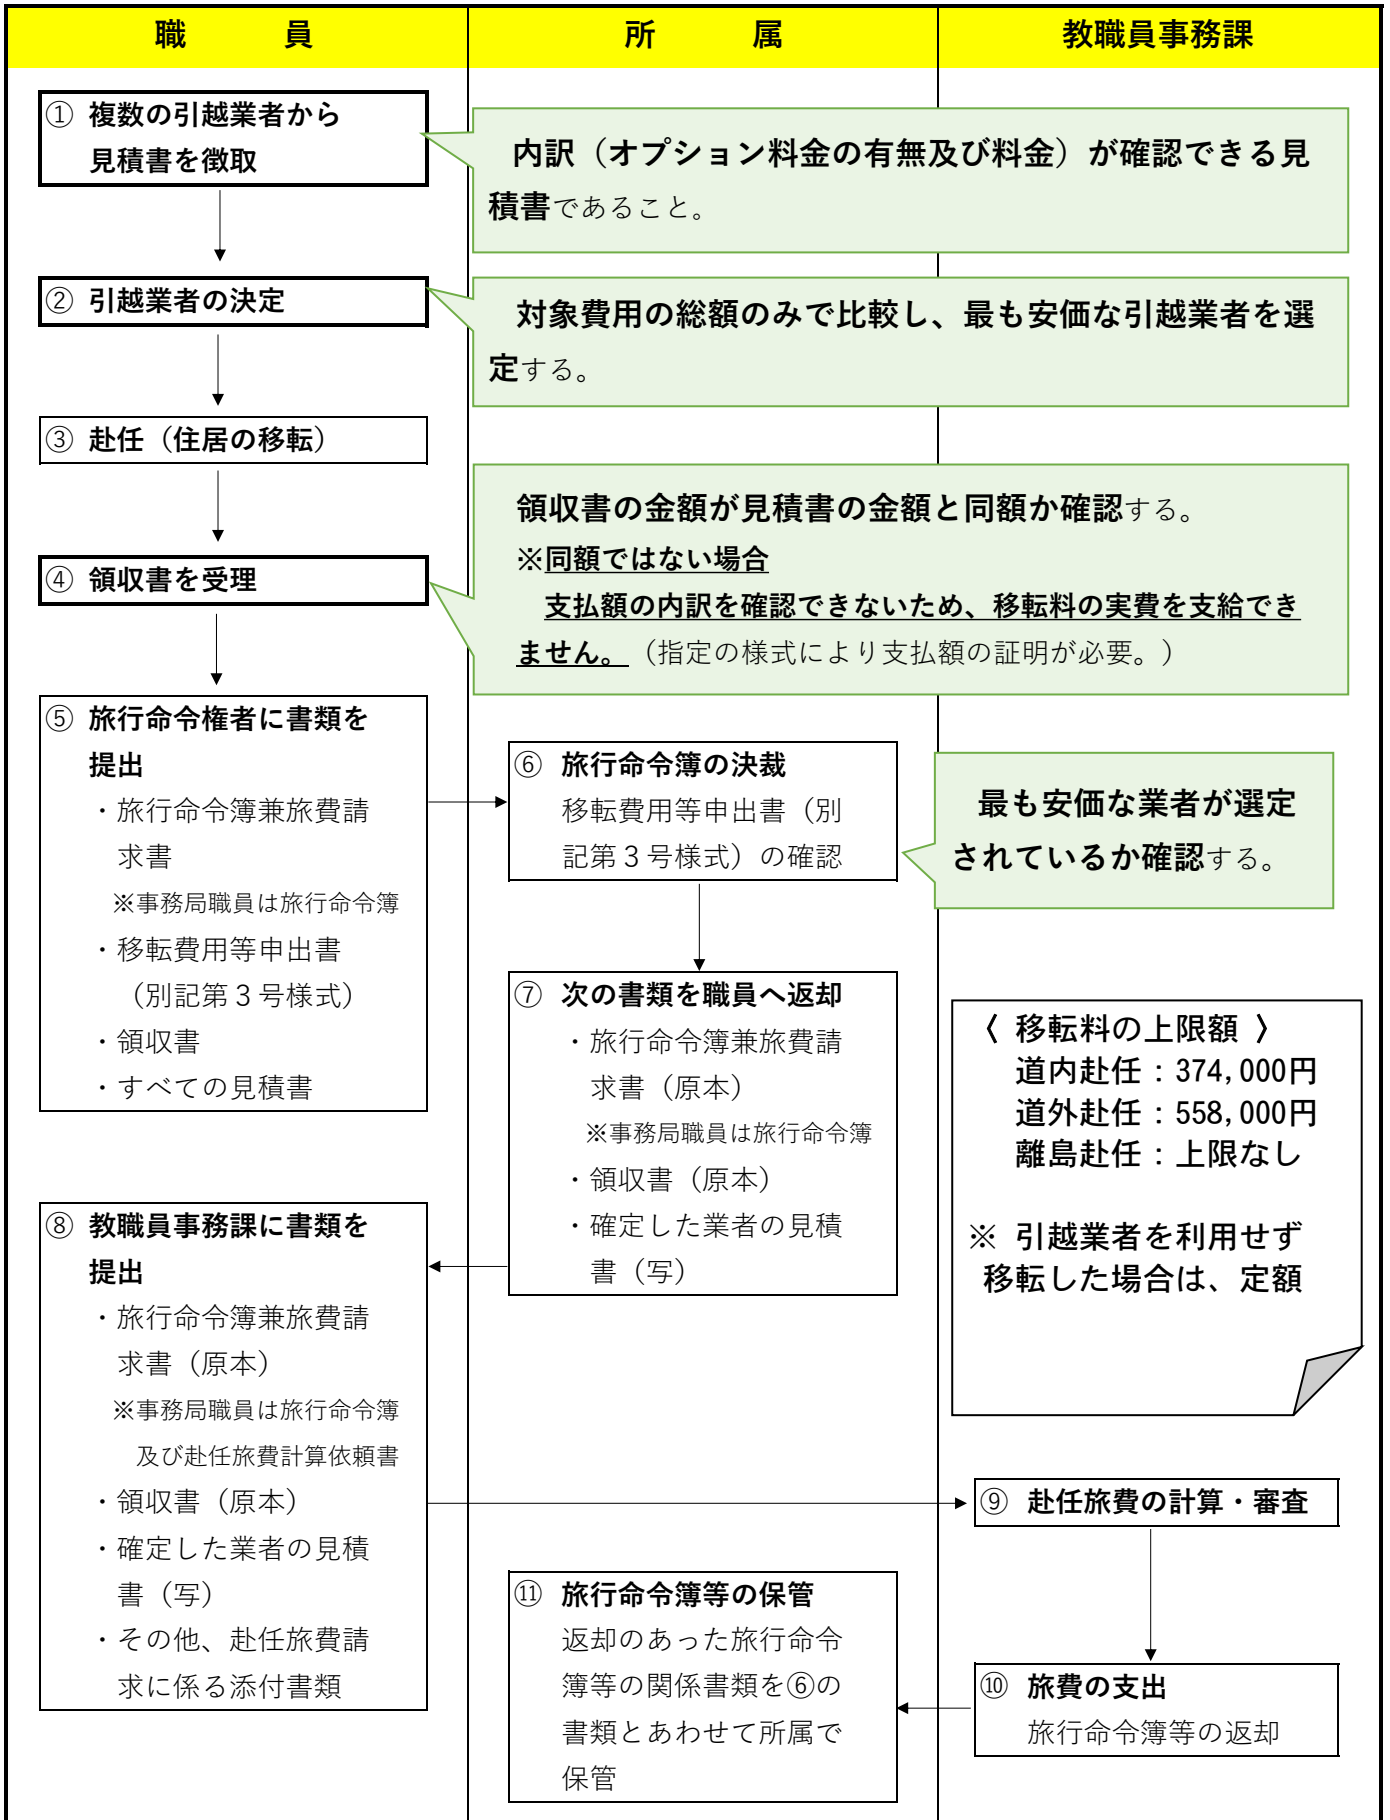 職　員
所　属
教職員事務課
① 複数の引越業者から
見積書を徴取
内訳（オプション料金の有無及び料金）が確認できる見
積書であること。
② 引越業者の決定
対象費用の総額のみで比較し、最も安価な引越業者を選
定する。
③ 赴任（住居の移転）
④ 領収書を受理
領収書の金額が見積書の金額と同額か確認する。
※同額ではない場合
支払額の内訳を確認できないため、移転料の実費を支給でき
ません。（指定の様式により支払額の証明が必要。）
⑤ 旅行命令権者に書類を
提出
・旅行命令簿兼旅費請
求書
※事務局職員は旅行命令簿
・移転費用等申出書
（別記第３号様式）
・領収書
・すべての見積書
⑥ 旅行命令簿の決裁
移転費用等申出書（別
記第３号様式）の確認
最も安価な業者が選定
されているか確認する。
⑦ 次の書類を職員へ返却
・旅行命令簿兼旅費請
求書（原本）
※事務局職員は旅行命令簿
・領収書（原本）
・確定した業者の見積
書（写）
〈 移転料の上限額 〉
道内赴任：374,000円
道外赴任：558,000円
離島赴任：上限なし
※ 引越業者を利用せず
移転した場合は、定額
⑧ 教職員事務課に書類を
提出
・旅行命令簿兼旅費請
求書（原本）
※事務局職員は旅行命令簿
及び赴任旅費計算依頼書
・領収書（原本）
・確定した業者の見積
書（写）
・その他、赴任旅費請
求に係る添付書類
⑨ 赴任旅費の計算・審査
⑩ 旅費の支出
旅行命令簿等の返却
⑪ 旅行命令簿等の保管
返却のあった旅行命令
簿等の関係書類を⑥の
書類とあわせて所属で
保管